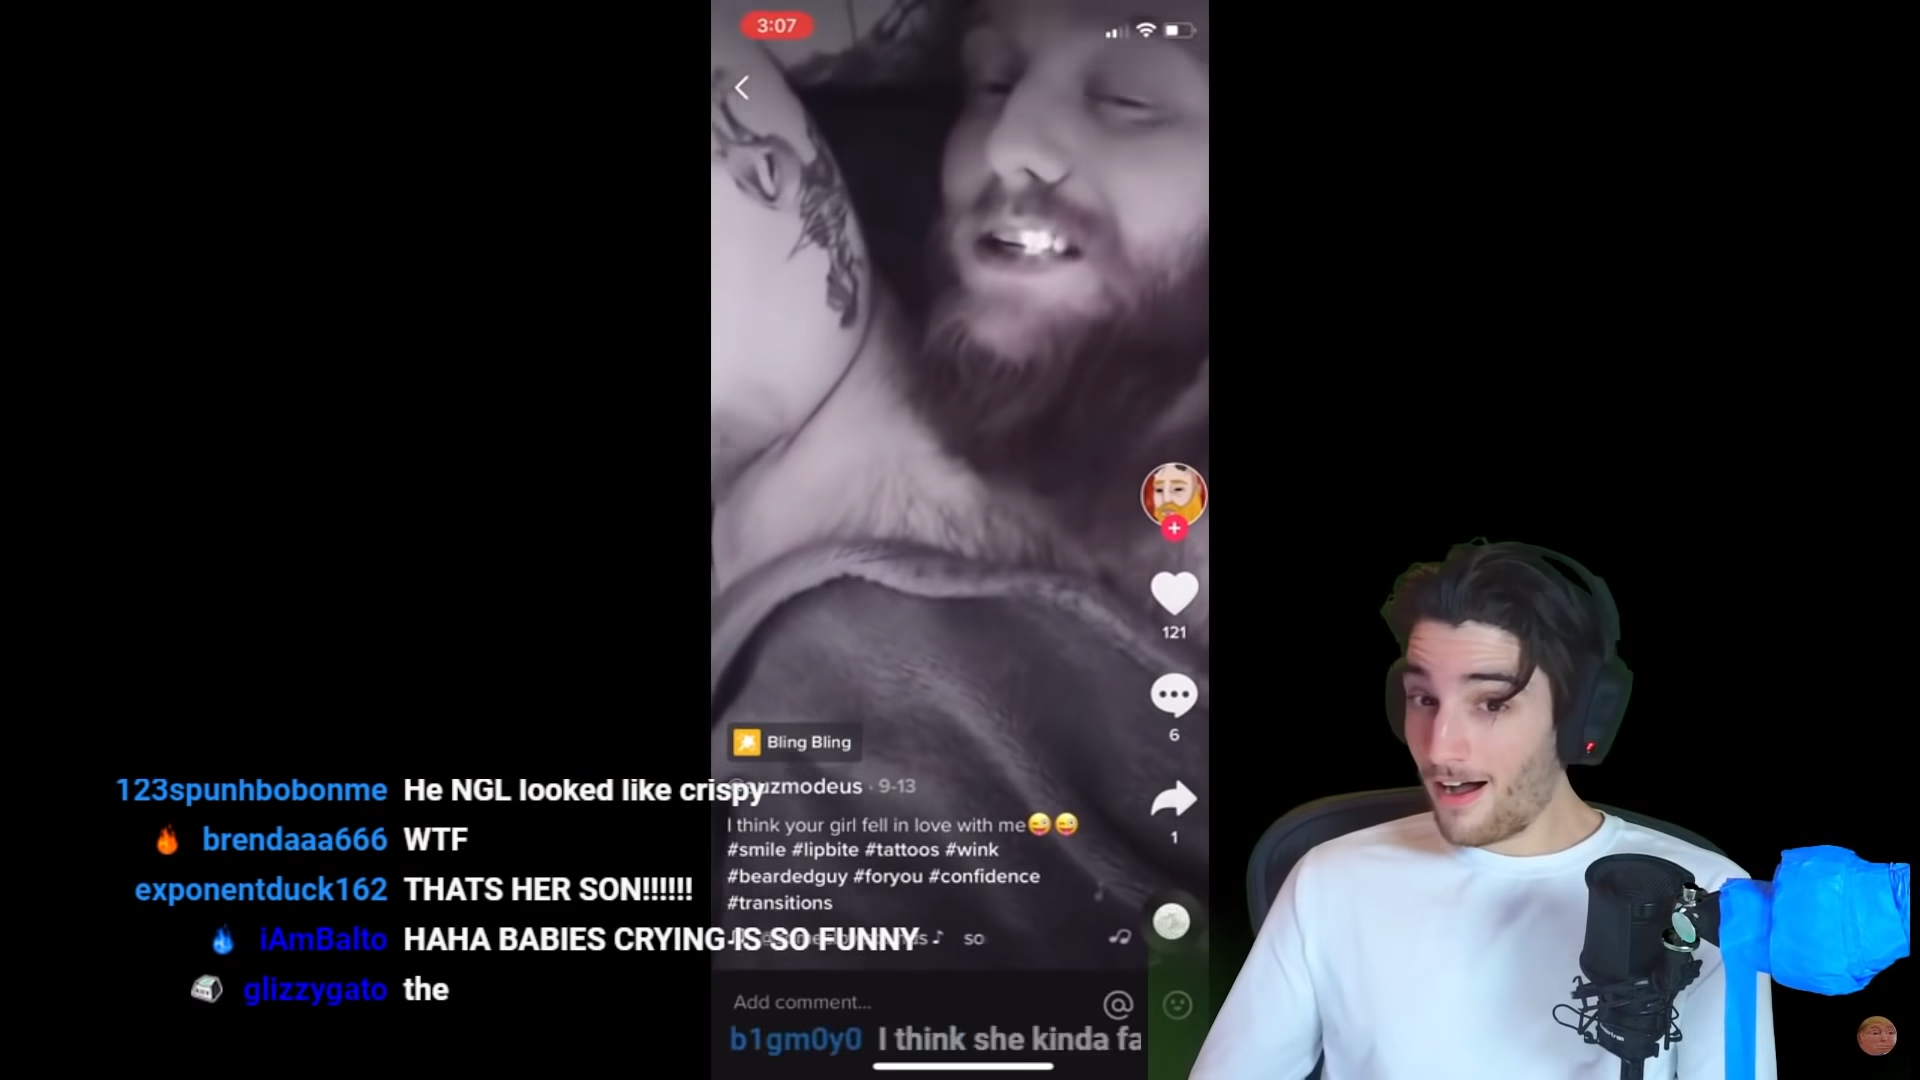 3:07
121
6
1
Bling Bling
uzmodeus · 9-13
I think your girl fell in love with me😜😜
#smile #lipbite #tattoos #wink
#beardedguy #foryou #confidence
#transitions
so
Add comment...
123spunhbobonme He NGL looked like crispy
brendaaa666 WTF
exponentduck162 THATS HER SON!!!!!!
iAmBalto HAHA BABIES CRYING IS SO FUNNY
glizzygato the
b1gm0y0 I think she kinda fa